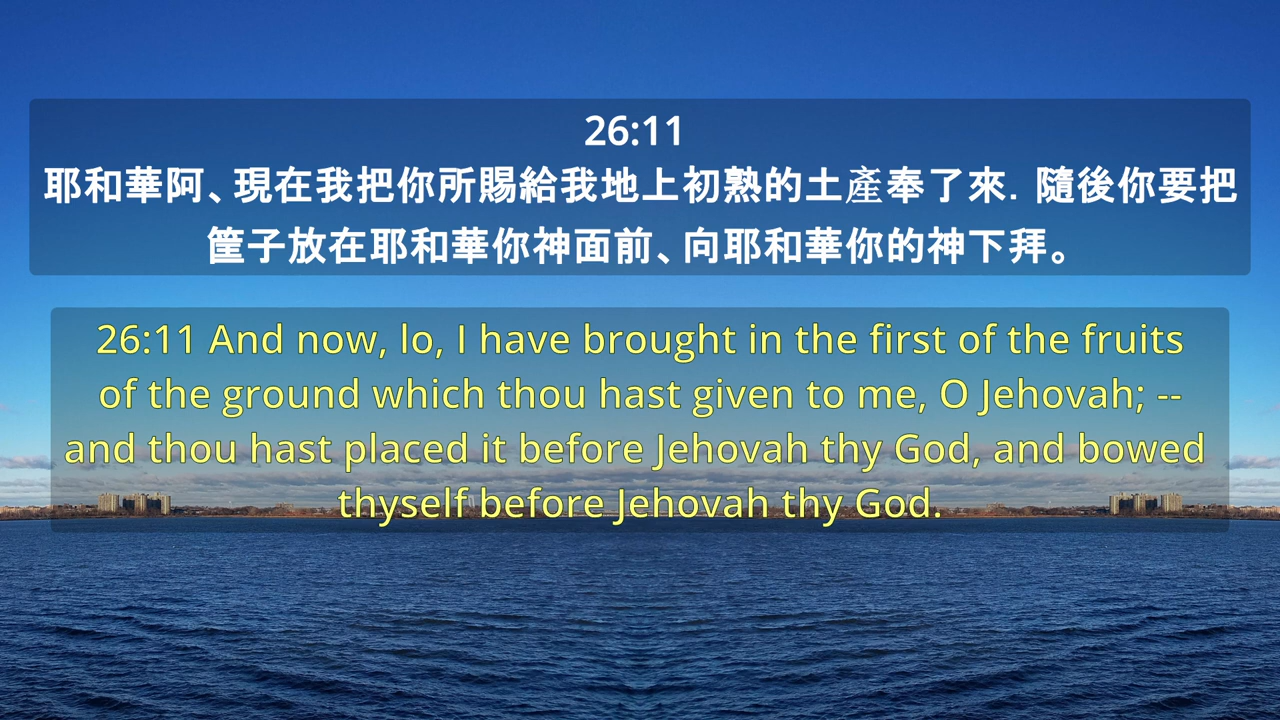 26:11
耶和華阿、現在我把你所賜給我地上初熟的土產奉了來．隨後你要把
筐子放在耶和華你神面前、向耶和華你的神下拜。
26:11 And now, lo, I have brought in the first of the fruits
of the ground which thou hast given to me, O Jehovah; --
and thou hast placed it before Jehovah thy God, and bowed
thyself before Jehovah thy God.